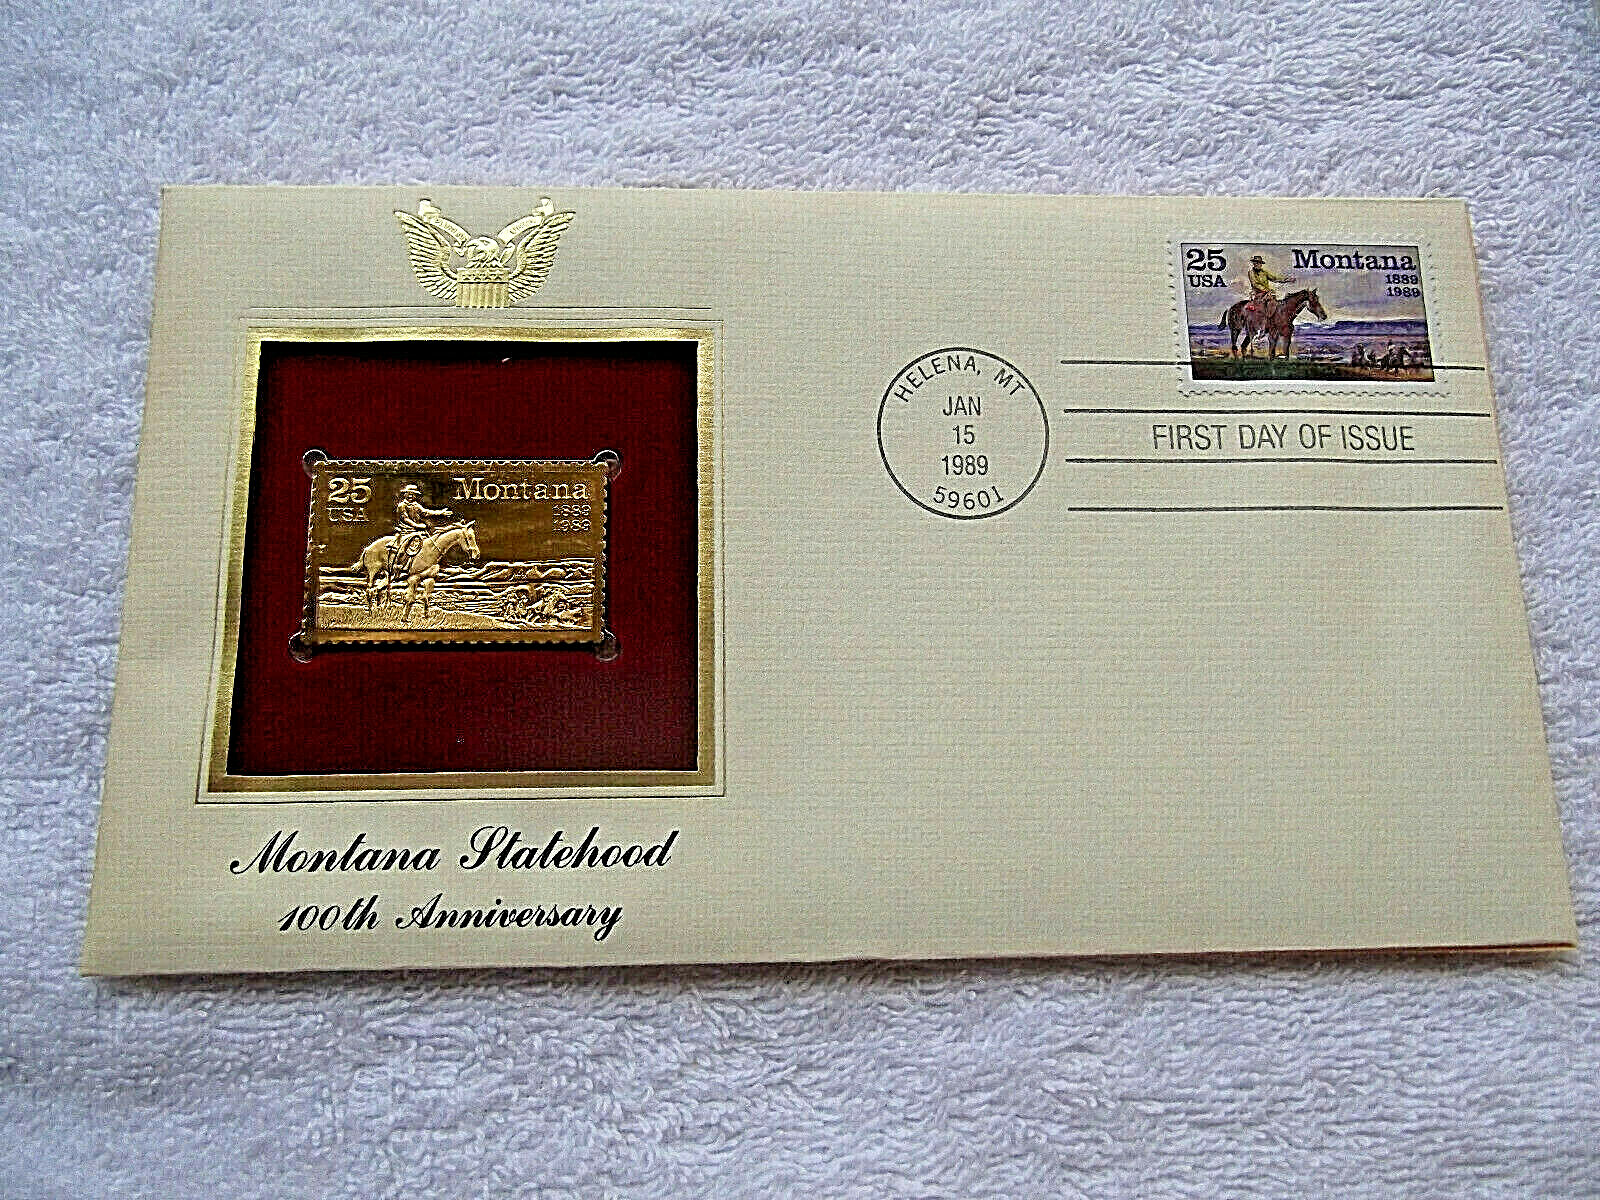 25 Montana
USA 1889
1989
HELENA, MT
JAN
15
1989
59601
FIRST DAY OF ISSUE
25 Montana
USA 1889
1989
Montana Statehood
100th Anniversary